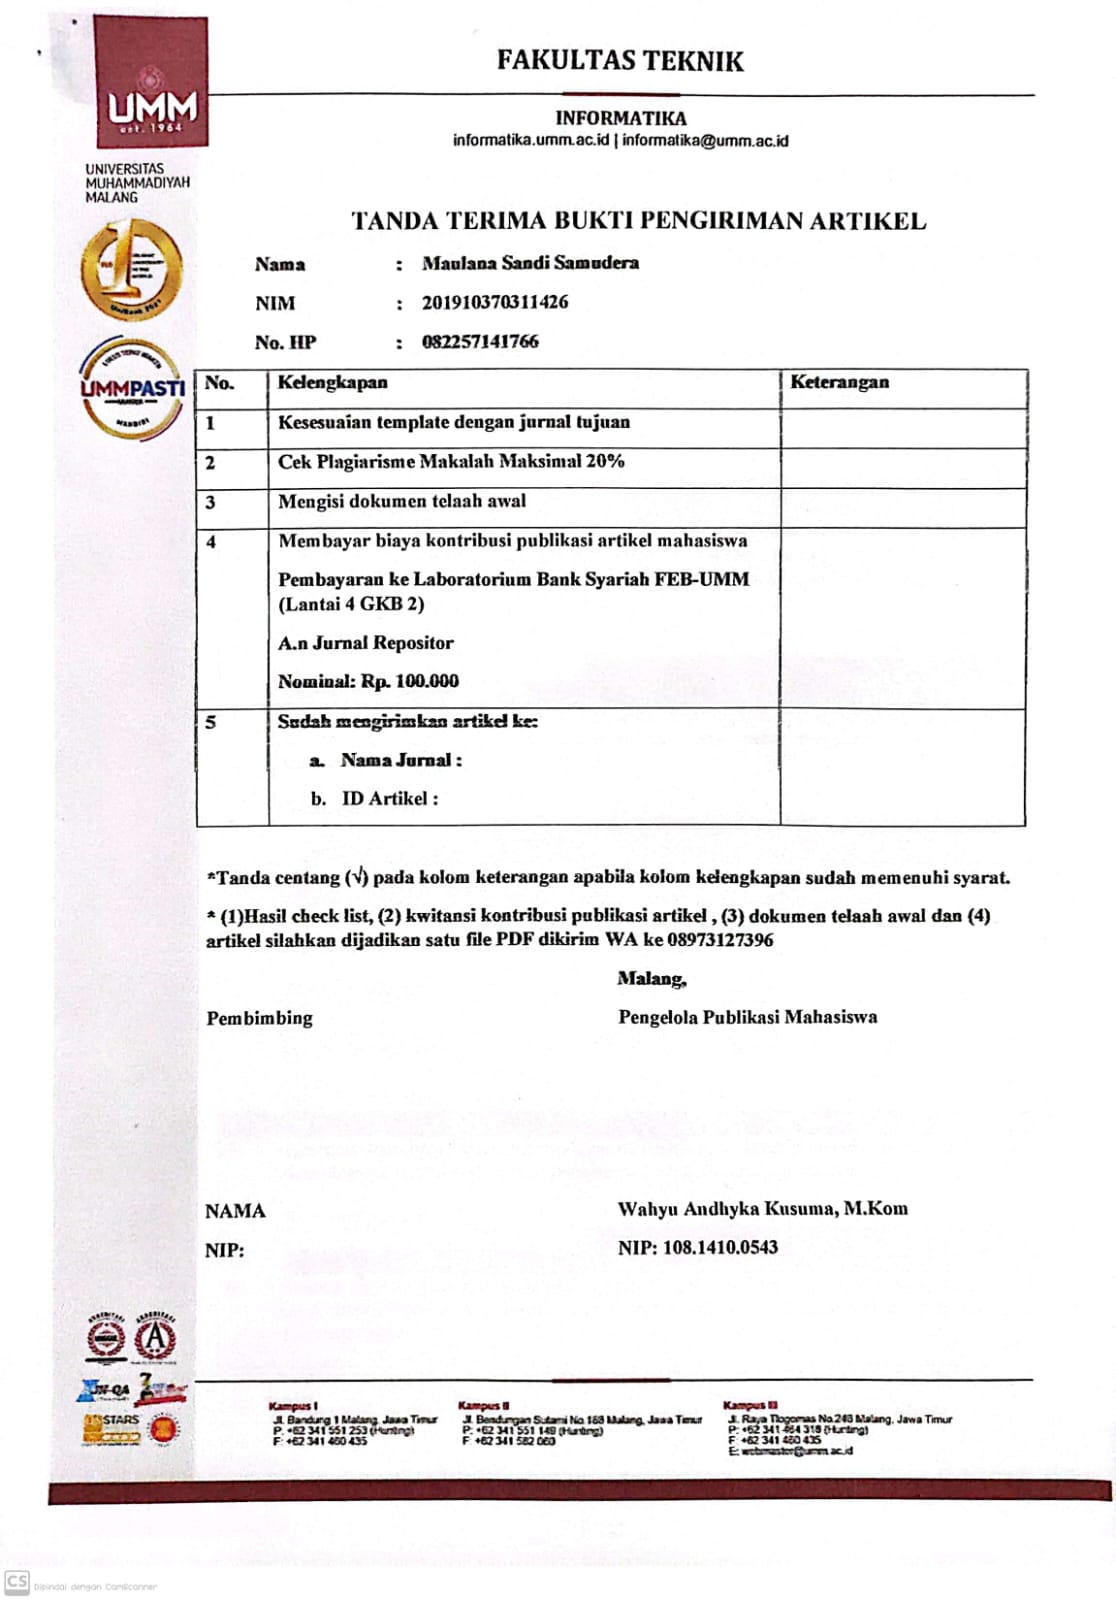 FAKULTAS TEKNIK
UMM
est. 1964
INFORMATIKA
informatika.umm.ac.id | informatika@umm.ac.id
UNIVERSITAS
MUHAMMADIYAH
MALANG
TANDA TERIMA BUKTI PENGIRIMAN ARTIKEL
Nama : Maulana Sandi Samudera
NIM : 201910370311426
No. HP : 082257141766
UMMPASTI
MANDIRI
No. Kelengkapan Keterangan
1 Kesesuaian template dengan jurnal tujuan
2 Cek Plagiarisme Makalah Maksimal 20%
3 Mengisi dokumen telaah awal
4 Membayar biaya kontribusi publikasi artikel mahasiswa
Pembayaran ke Laboratorium Bank Syariah FEB-UMM
(Lantai 4 GKB 2)
A.n Jurnal Repositor
Nominal: Rp. 100.000
5 Sudah mengirimkan artikel ke:
a. Nama Jurnal :
b. ID Artikel :
*Tanda centang (√) pada kolom keterangan apabila kolom kelengkapan sudah memenuhi syarat.
* (1)Hasil check list, (2) kwitansi kontribusi publikasi artikel , (3) dokumen telaah awal dan (4)
artikel silahkan dijadikan satu file PDF dikirim WA ke 08973127396
Malang,
Pembimbing Pengelola Publikasi Mahasiswa
NAMA Wahyu Andhyka Kusuma, M.Kom
NIP: NIP: 108.1410.0543
A
STARS
Kampus I
Jl. Bandung 1 Malang, Jawa Timur
P: +62 341 551 253 (Hunting)
F: +62 341 460 435
Kampus II
Jl. Bendungan Sutami No 188 Malang, Jawa Timur
P: +62 341 551 149 (Hunting)
F: +62 341 582 060
Kampus III
Jl. Raya Tlogomas No.246 Malang, Jawa Timur
P: +62 341 464 318 (Hunting)
F: +62 341 460 435
E: webmaster@umm.ac.id
CS Dipindai dengan CamScanner